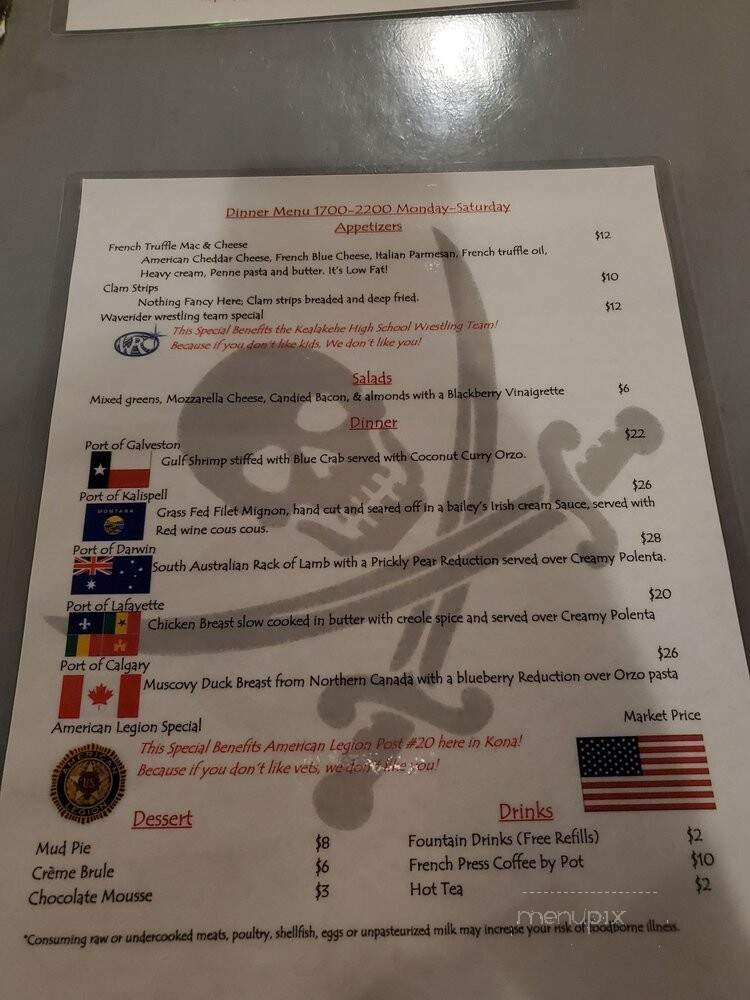 Dinner Menu 1700-2200 Monday-Saturday
Appetizers
French Truffle Mac & Cheese $12
American Cheddar Cheese, French Blue Cheese, Italian Parmesan, French truffle oil,
Heavy cream, Penne pasta and butter. It's Low Fat!
Clam Strips $10
Nothing Fancy Here; Clam strips breaded and deep fried.
Waverider wrestling team special $12
This Special Benefits the Kealakehe High School Wrestling Team!
Because if you don't like kids, We don't like you!
Salads
Mixed greens, Mozzarella Cheese, Candied Bacon, & almonds with a Blackberry Vinaigrette $6
Dinner
Port of Galveston $22
Gulf Shrimp stiffed with Blue Crab served with Coconut Curry Orzo.
Port of Kalispell $26
MONTANA
Grass Fed Filet Mignon, hand cut and seared off in a bailey's Irish cream Sauce, served with
Red wine cous cous.
Port of Darwin $28
South Australian Rack of Lamb with a Prickly Pear Reduction served over Creamy Polenta.
Port of Lafayette $20
Chicken Breast slow cooked in butter with creole spice and served over Creamy Polenta
Port of Calgary $26
Muscovy Duck Breast from Northern Canada with a blueberry Reduction over Orzo pasta
American Legion Special Market Price
This Special Benefits American Legion Post #20 here in Kona!
Because if you don't like vets, we don't like you!
AMERICAN
U.S.
LEGION
Dessert
Mud Pie $8
Crème Brule $6
Chocolate Mousse $3
Drinks
Fountain Drinks (Free Refills) $2
French Press Coffee by Pot $10
Hot Tea $2
menupix
*Consuming raw or undercooked meats, poultry, shellfish, eggs or unpasteurized milk may increase your risk of foodborne illness.